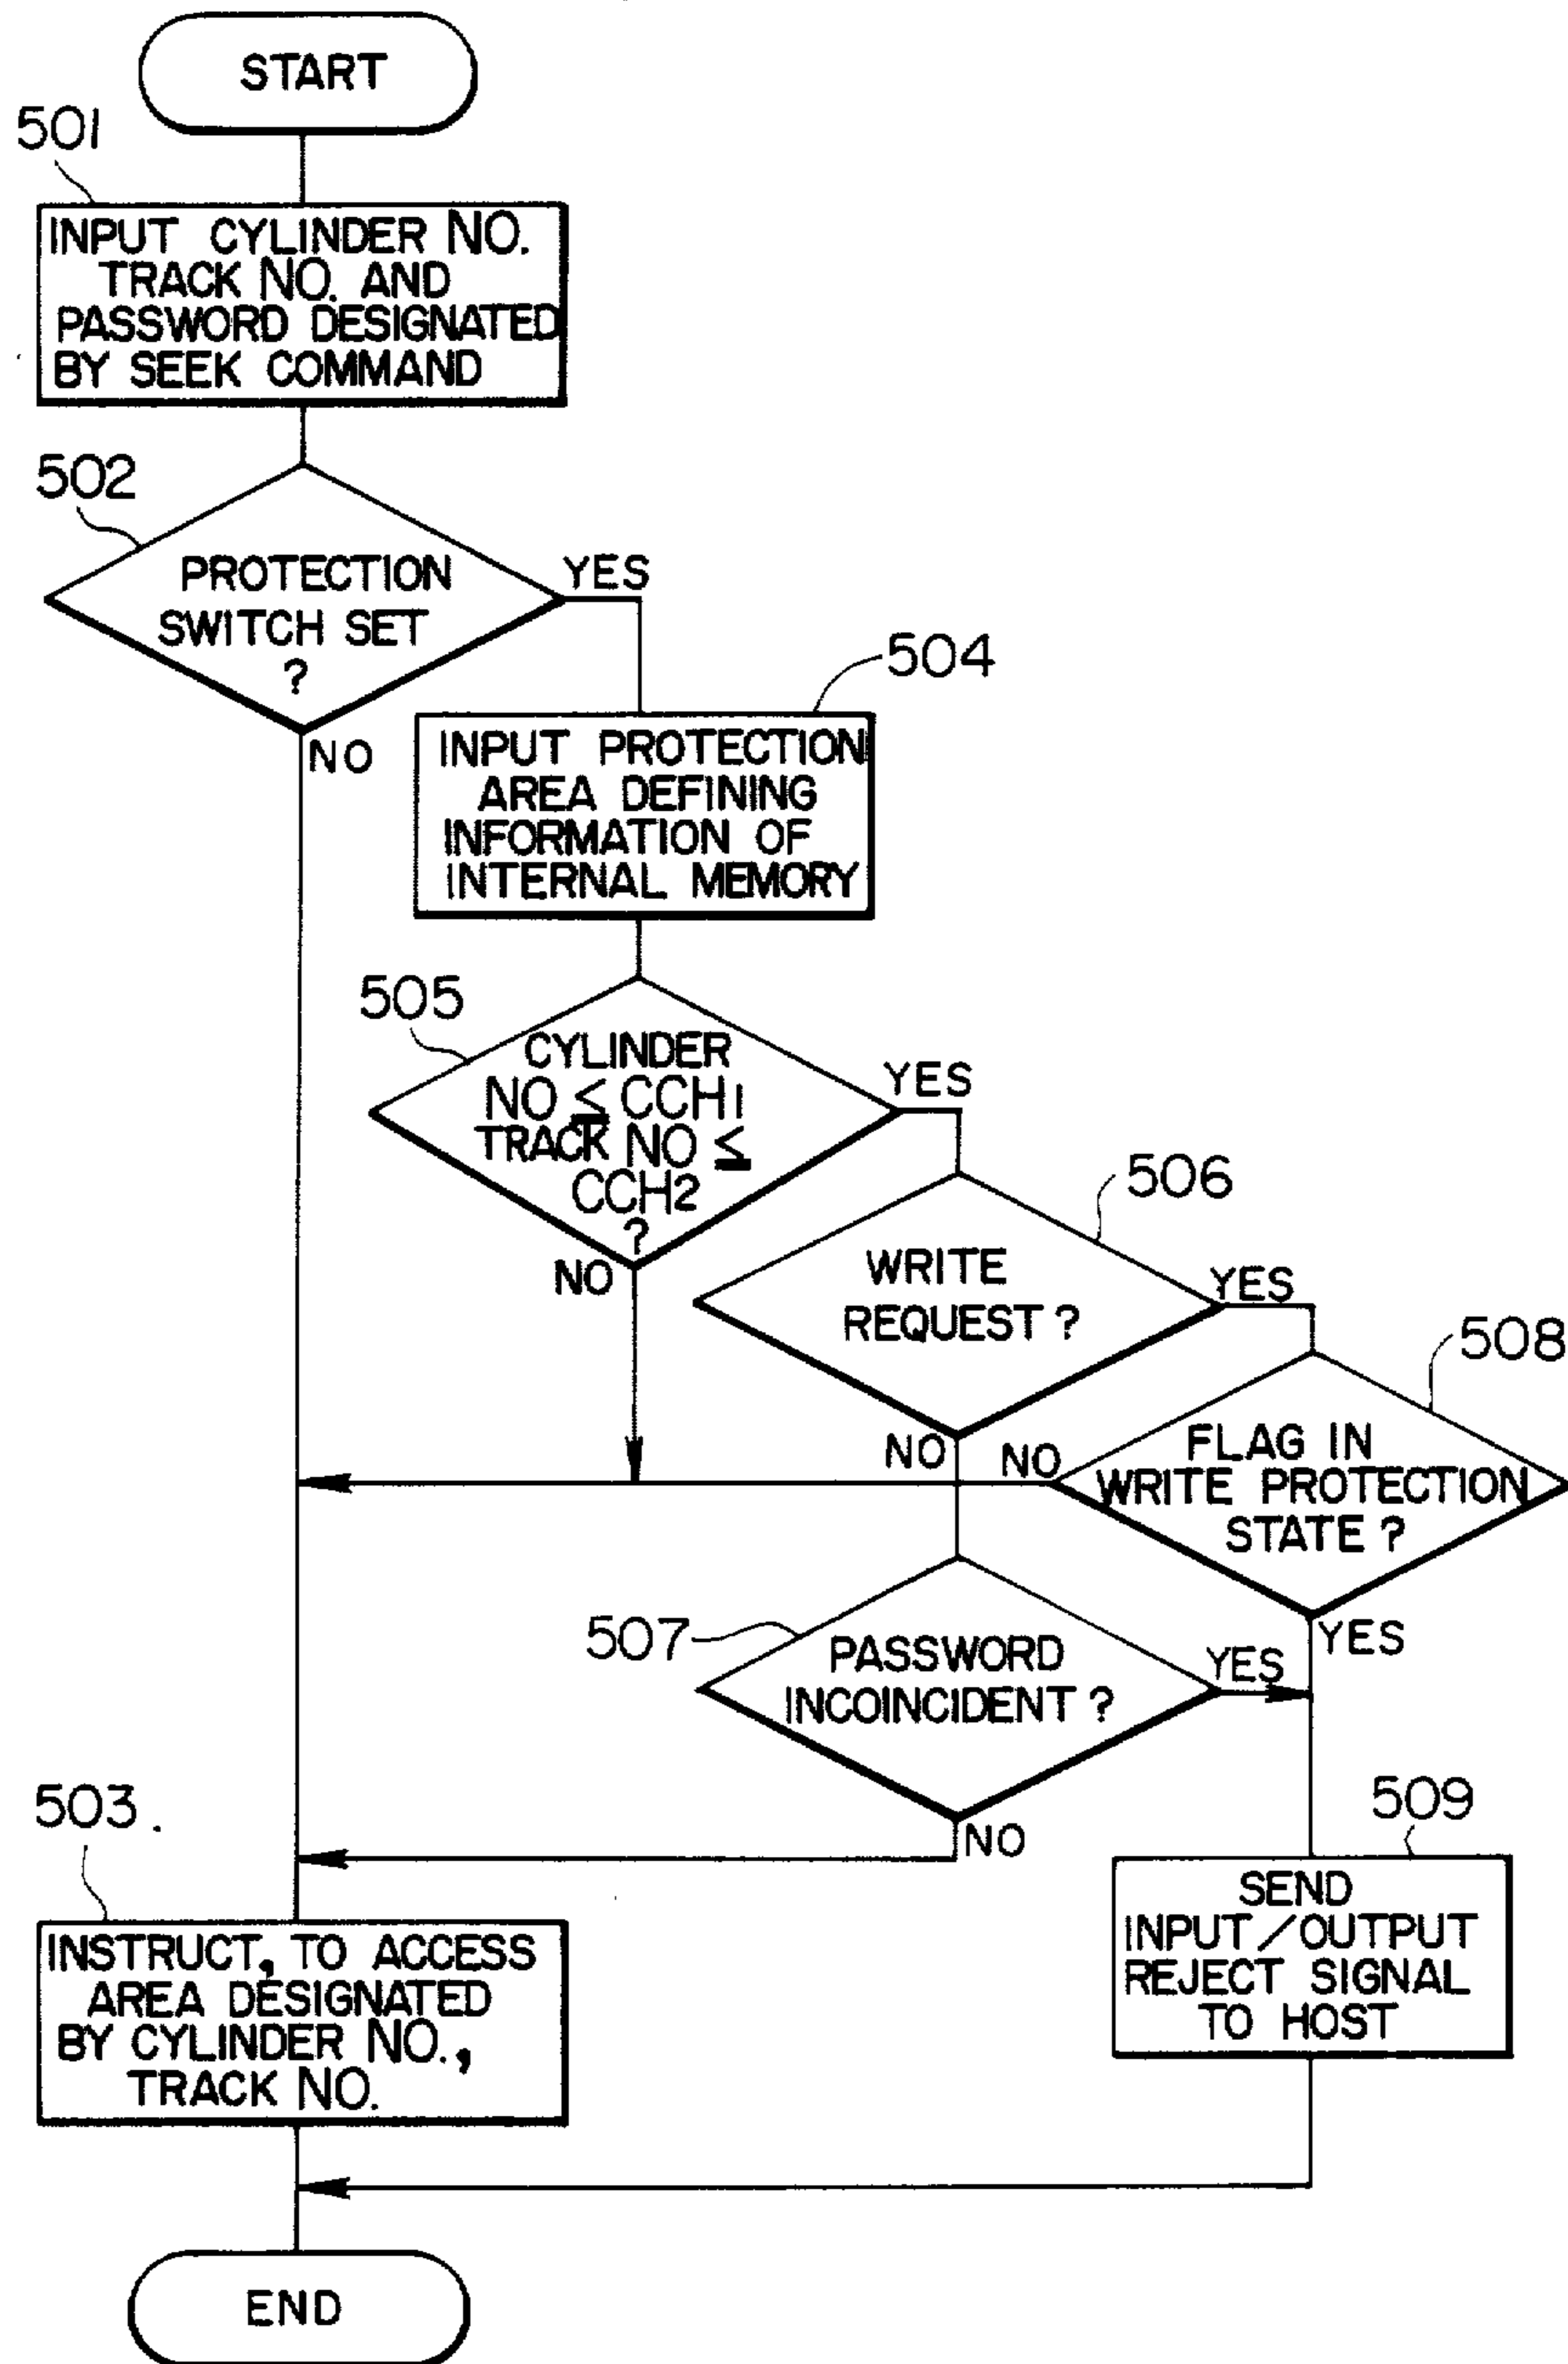 START
501
INPUT CYLINDER NO.
TRACK NO. AND
PASSWORD DESIGNATED
BY SEEK COMMAND
502
PROTECTION
SWITCH SET
?
YES
NO
504
INPUT PROTECTION
AREA DEFINING
INFORMATION OF
INTERNAL MEMORY
505
CYLINDER
NO ≤ CCH1
TRACK NO ≤
CCH2
?
YES
NO
506
WRITE
REQUEST ?
YES
NO
508
FLAG IN
WRITE PROTECTION
STATE ?
NO
YES
507
PASSWORD
INCOINCIDENT ?
YES
NO
503.
INSTRUCT, TO ACCESS
AREA DESIGNATED
BY CYLINDER NO.,
TRACK NO.
509
SEND
INPUT/OUTPUT
REJECT SIGNAL
TO HOST
END